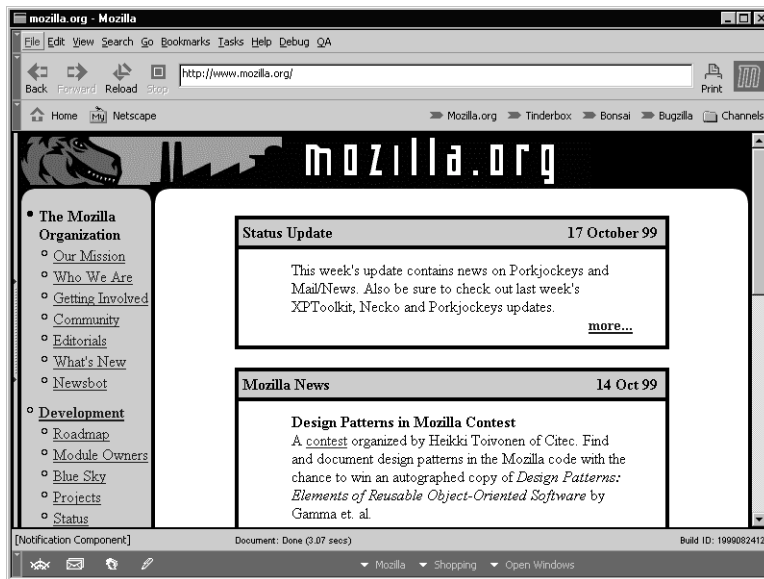 mozilla.org - Mozilla
File Edit View Search Go Bookmarks Tasks Help Debug QA
http://www.mozilla.org/
Back Forward Reload Stop Print
Home My Netscape Mozilla.org Tinderbox Bonsai Bugzilla Channels
mozilla.org
The Mozilla
Organization
Our Mission
Who We Are
Getting Involved
Community
Editorials
What's New
Newsbot
Development
Roadmap
Module Owners
Blue Sky
Projects
Status
Status Update 17 October 99
This week's update contains news on Porkjockeys and
Mail/News. Also be sure to check out last week's
XPToolkit, Necko and Porkjockeys updates.
more...
Mozilla News 14 Oct 99
Design Patterns in Mozilla Contest
A contest organized by Heikki Toivonen of Citec. Find
and document design patterns in the Mozilla code with the
chance to win an autographed copy of Design Patterns:
Elements of Reusable Object-Oriented Software by
Gamma et. al.
[Notification Component] Document: Done (3.07 secs) Build ID: 1999082412
Mozilla Shopping Open Windows